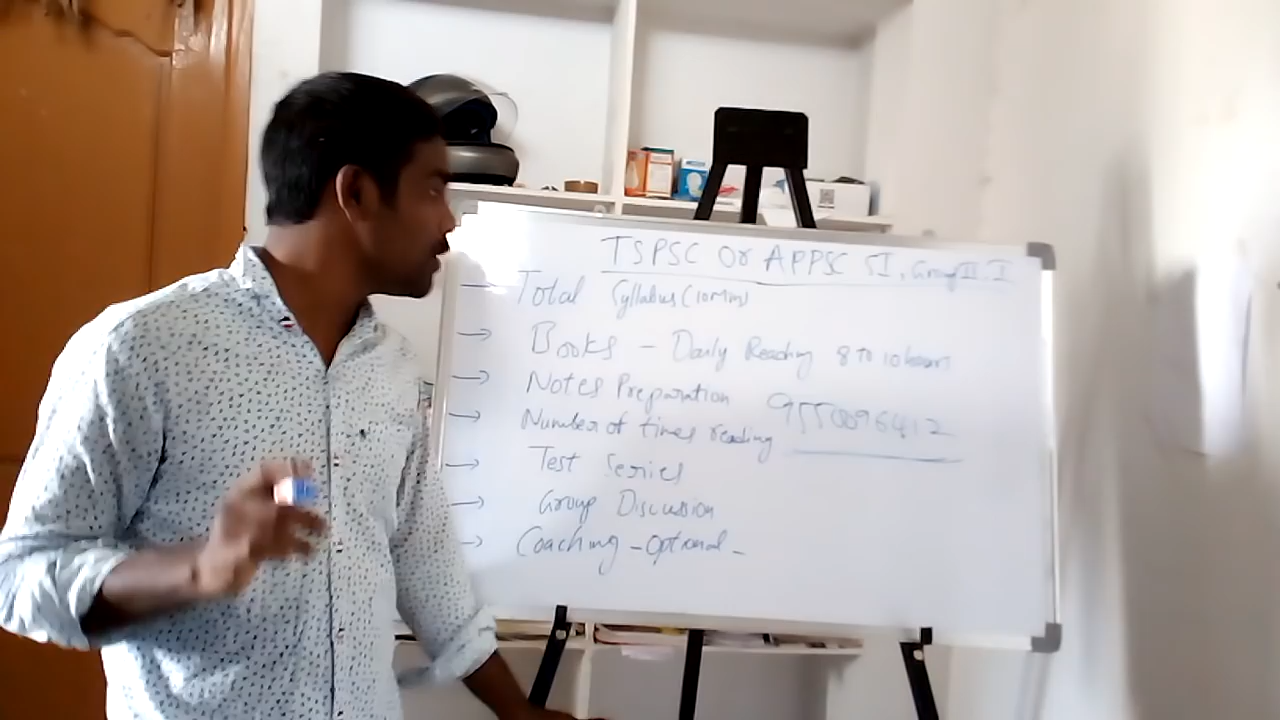 TSPSC Or APPSC SI, Group II. I
→ Total Syllabus (10Min)
→ Books - Daily Reading 8 to 10 hours
→ Notes Preparation
9550096412
→ Number of times reading
→ Test Series
→ Group Discussion
→ Coaching - Optional -